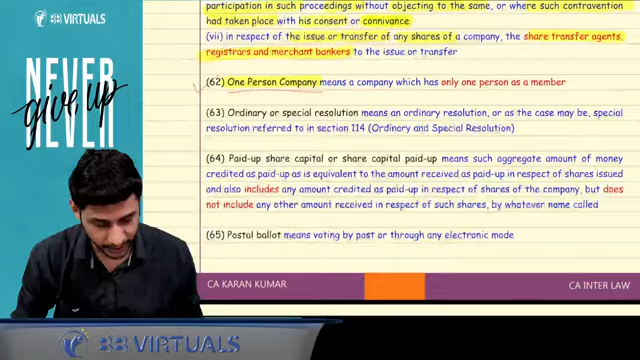 participation in such proceedings without objecting to the same, or where such contravention
had taken place with his consent or connivance
(vii) in respect of the issue or transfer of any shares of a company, the share transfer agents,
registrars and merchant bankers to the issue or transfer
(62) One Person Company means a company which has only one person as a member
(63) Ordinary or special resolution means an ordinary resolution, or as the case may be, special
resolution referred to in section 114 (Ordinary and Special Resolution)
(64) Paid-up share capital or share capital paid-up means such aggregate amount of money
credited as paid-up as is equivalent to the amount received as paid-up in respect of shares issued
and also includes any amount credited as paid-up in respect of shares of the company, but does
not include any other amount received in respect of such shares, by whatever name called
(65) Postal ballot means voting by post or through any electronic mode
CA KARAN KUMAR
CA INTER LAW
VIRTUALS
NEVER
give up
NEVER
VIRTUALS